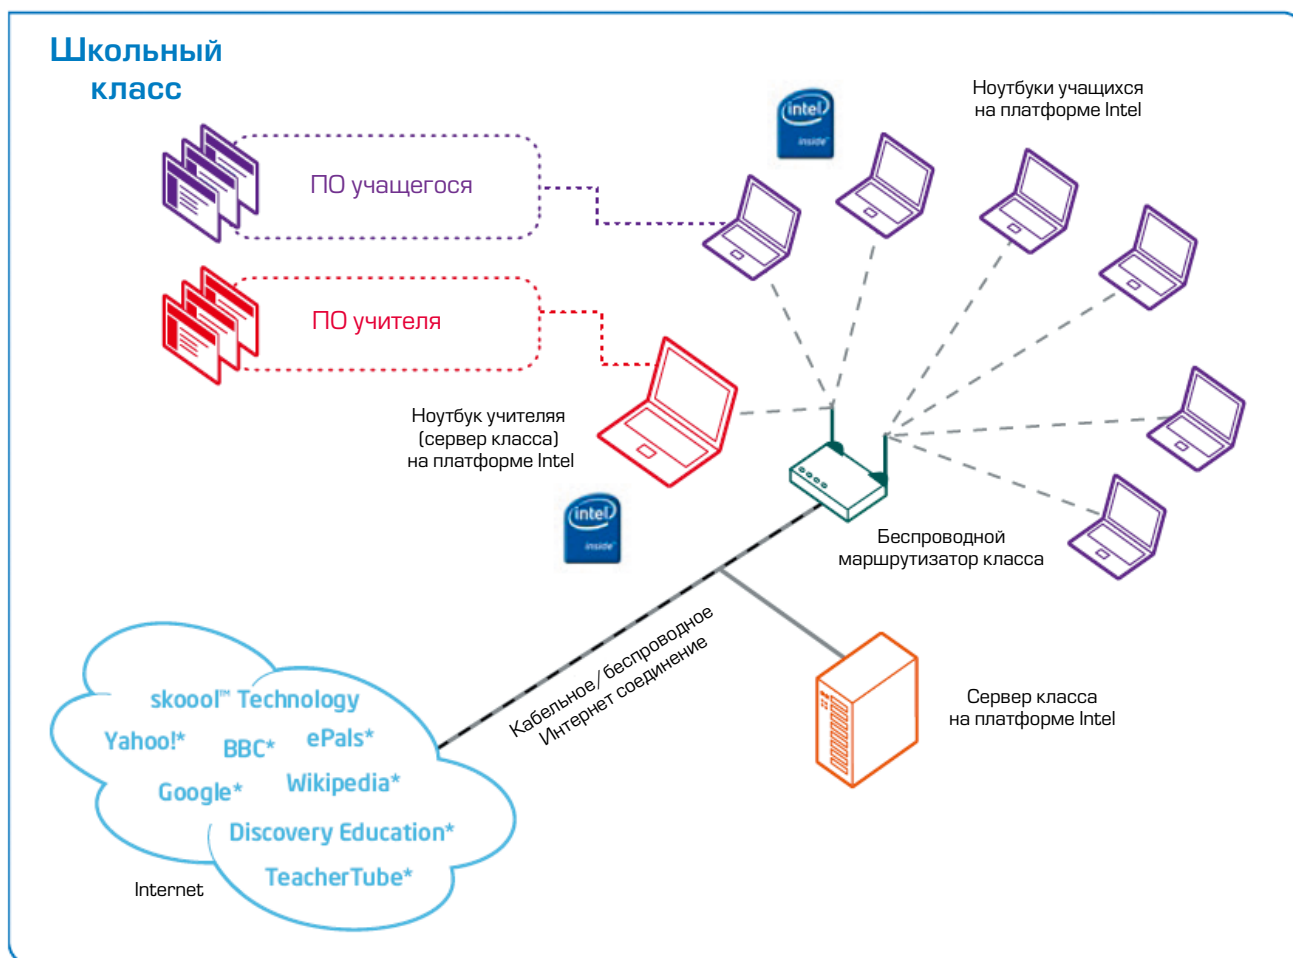 Школьный
класс
ПО учащегося
intel
inside™
Ноутбуки учащихся
на платформе Intel
ПО учителя
Ноутбук учителяя
(сервер класса)
на платформе Intel
intel
inside™
Беспроводной
маршрутизатор класса
Кабельное/беспроводное
Интернет соединение
Сервер класса
на платформе Intel
skoool™ Technology
Yahoo!*
BBC*
ePals*
Google*
Wikipedia*
Discovery Education*
TeacherTube*
Internet